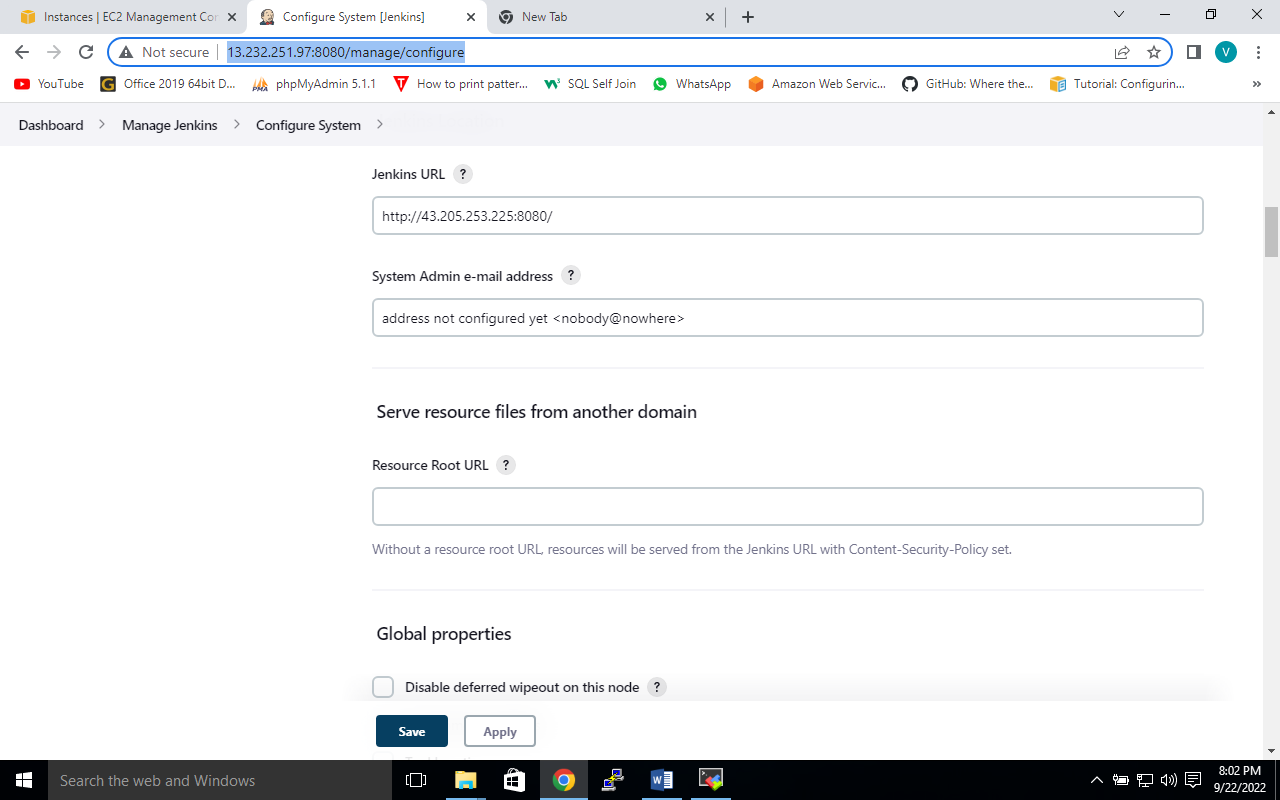 Instances | EC2 Management Con
Configure System [Jenkins]
New Tab
Not secure
13.232.251.97:8080/manage/configure
V
YouTube
Office 2019 64bit D...
phpMyAdmin 5.1.1
How to print patter...
SQL Self Join
WhatsApp
Amazon Web Servic...
GitHub: Where the...
Tutorial: Configurin...
»
Dashboard
Manage Jenkins
Configure System
Jenkins URL ?
http://43.205.253.225:8080/
System Admin e-mail address ?
address not configured yet <nobody@nowhere>
Serve resource files from another domain
Resource Root URL ?
Without a resource root URL, resources will be served from the Jenkins URL with Content-Security-Policy set.
Global properties
Disable deferred wipeout on this node ?
Save
Apply
Search the web and Windows
8:02 PM
9/22/2022